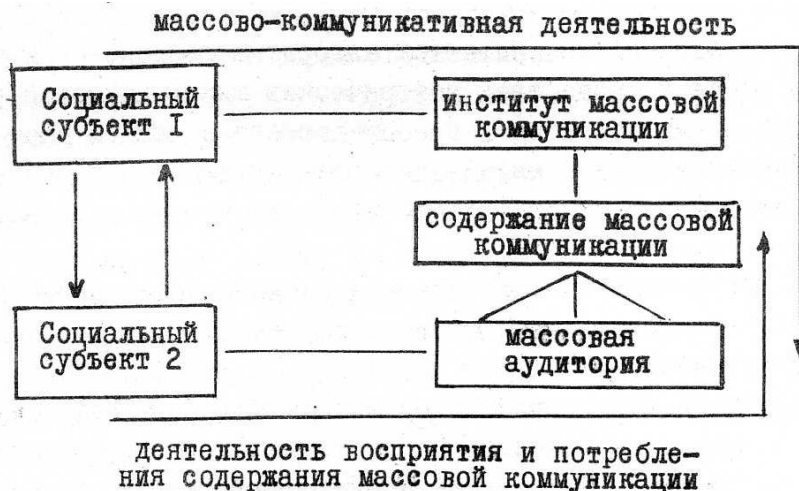 массово-коммуникативная деятельность
Социальный
субъект I
институт массовой
коммуникации
содержание массовой
коммуникации
Социальный
субъект 2
массовая
аудитория
деятельность восприятия и потребле-
ния содержания массовой коммуникации